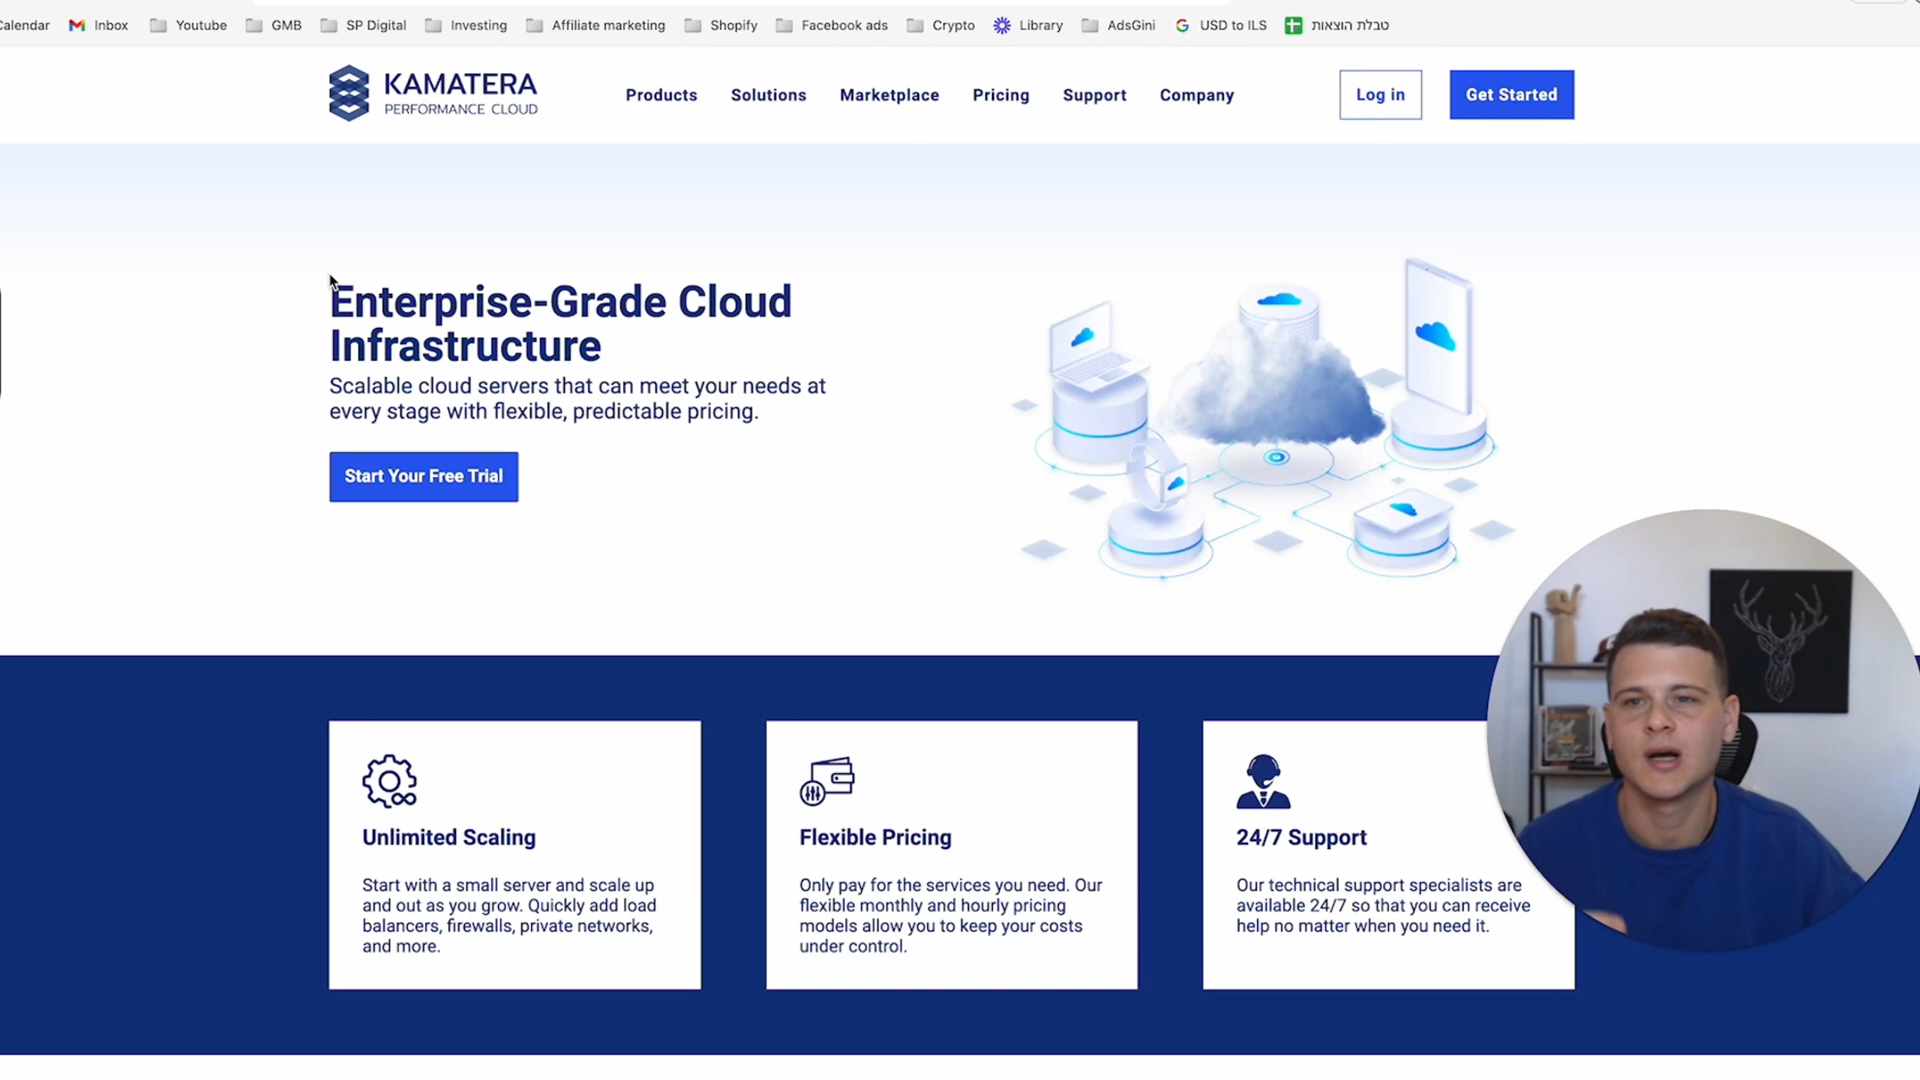 Calendar Inbox Youtube GMB SP Digital Investing Affiliate marketing Shopify Facebook ads Crypto Library AdsGini USD to ILS טבלת הוצאות
KAMATERA
PERFORMANCE CLOUD
Products Solutions Marketplace Pricing Support Company Log in Get Started
Enterprise-Grade Cloud
Infrastructure
Scalable cloud servers that can meet your needs at
every stage with flexible, predictable pricing.
Start Your Free Trial
Unlimited Scaling
Start with a small server and scale up
and out as you grow. Quickly add load
balancers, firewalls, private networks,
and more.
Flexible Pricing
Only pay for the services you need. Our
flexible monthly and hourly pricing
models allow you to keep your costs
under control.
24/7 Support
Our technical support specialists are
available 24/7 so that you can receive
help no matter when you need it.